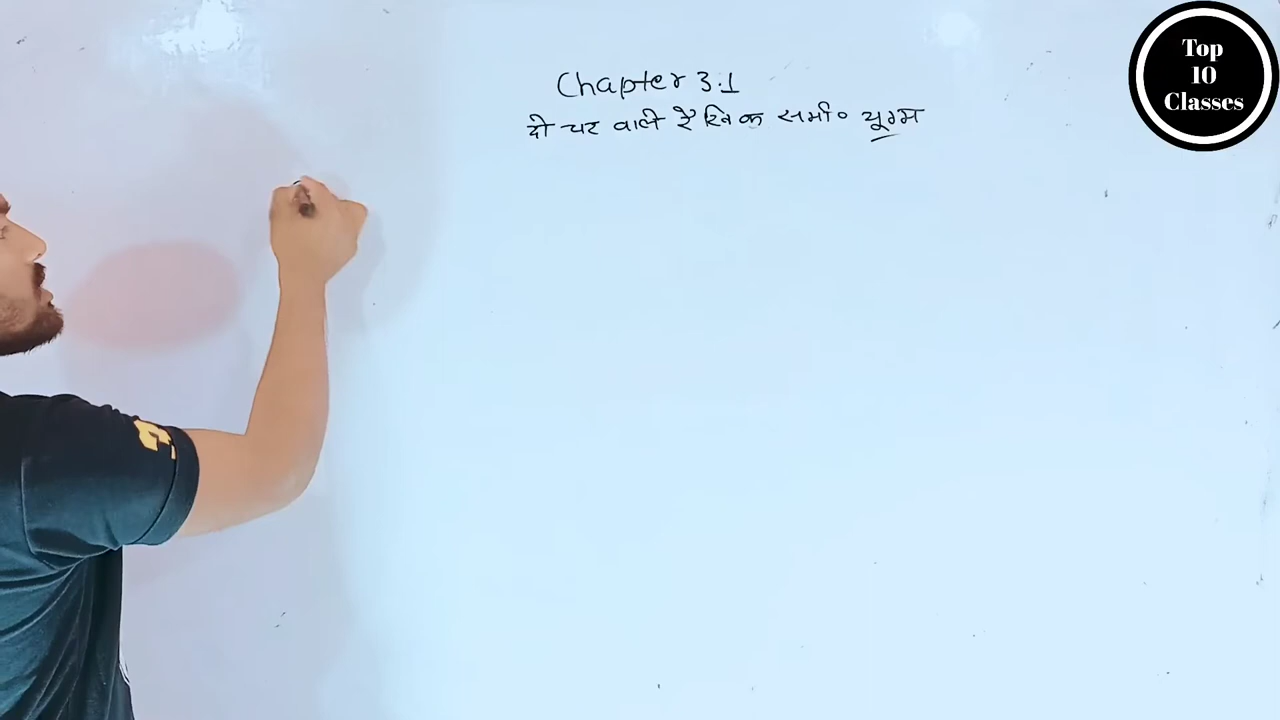 Chapter 3.1
दो चर वाले रैखिक समी० युग्म
Top
10
Classes